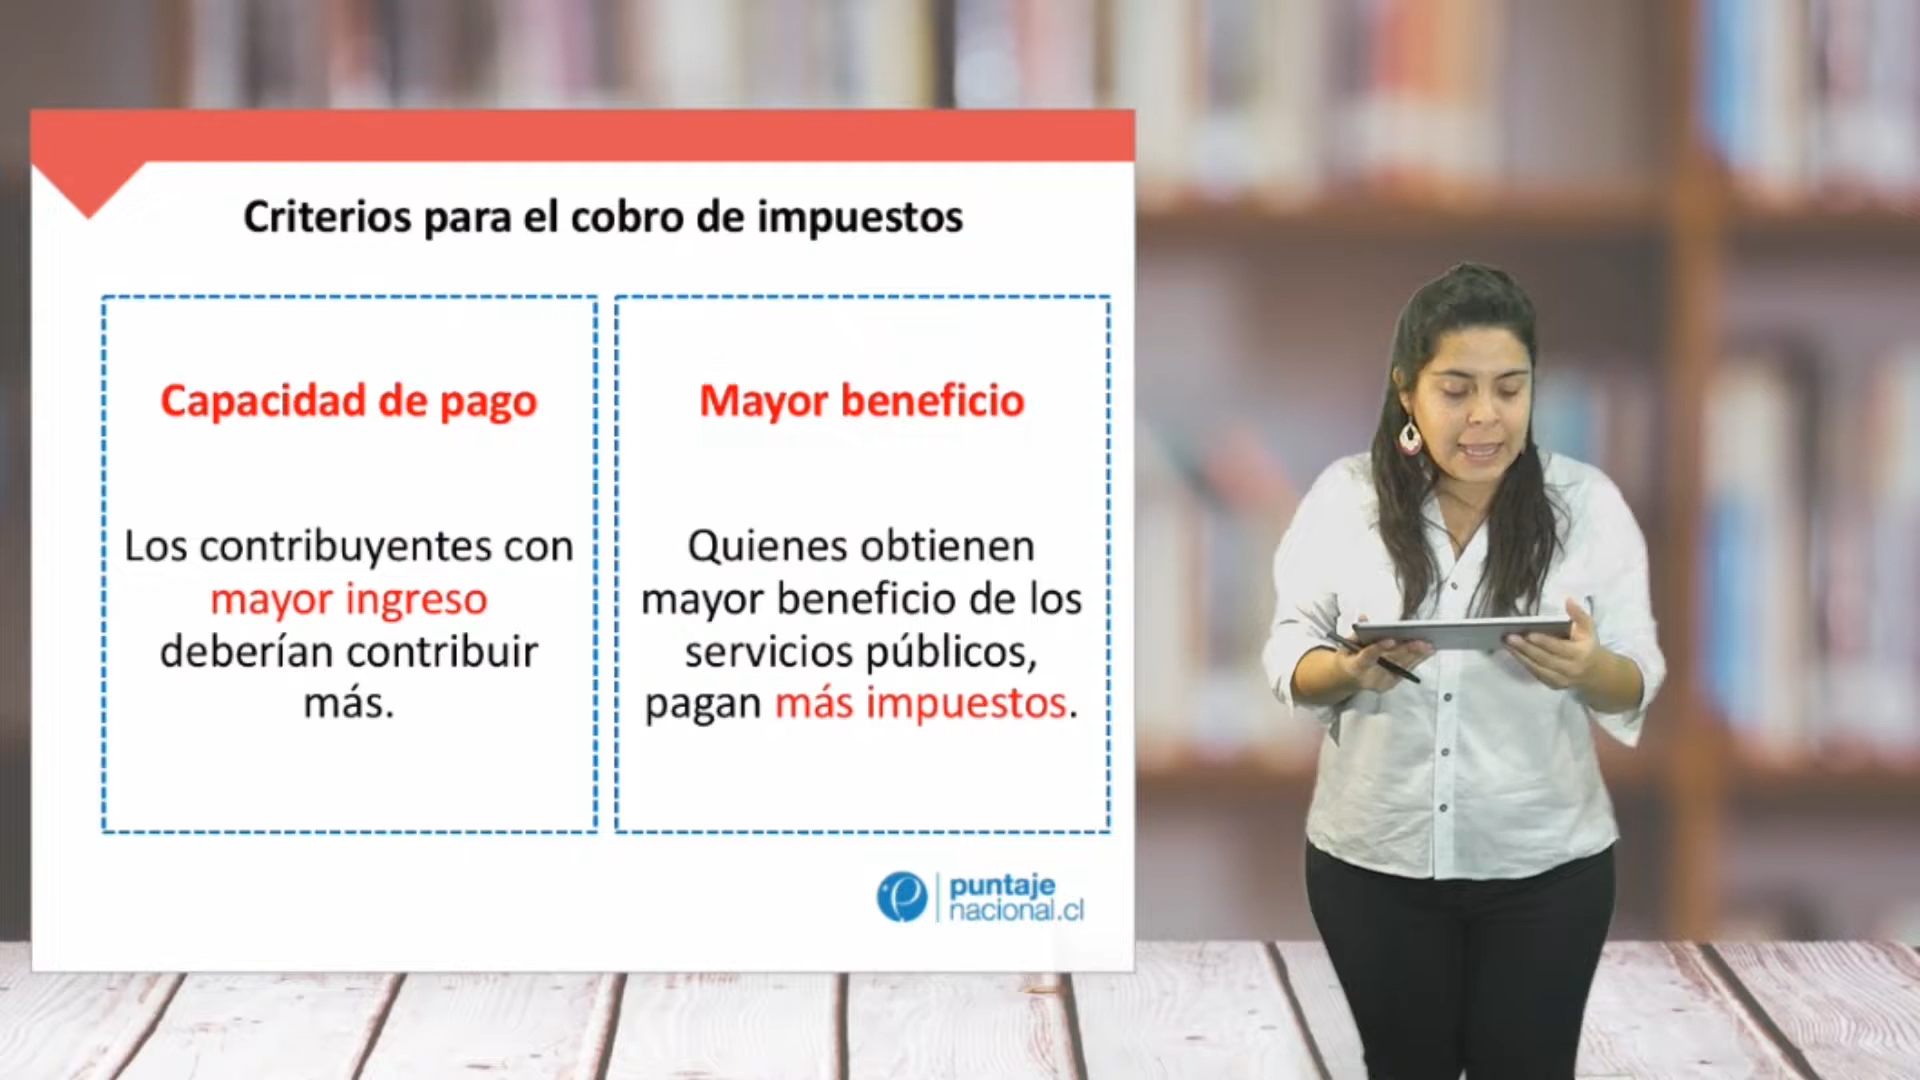 Criterios para el cobro de impuestos
Capacidad de pago
Los contribuyentes con
mayor ingreso
deberían contribuir
más.
Mayor beneficio
Quienes obtienen
mayor beneficio de los
servicios públicos,
pagan más impuestos.
puntaje
nacional.cl